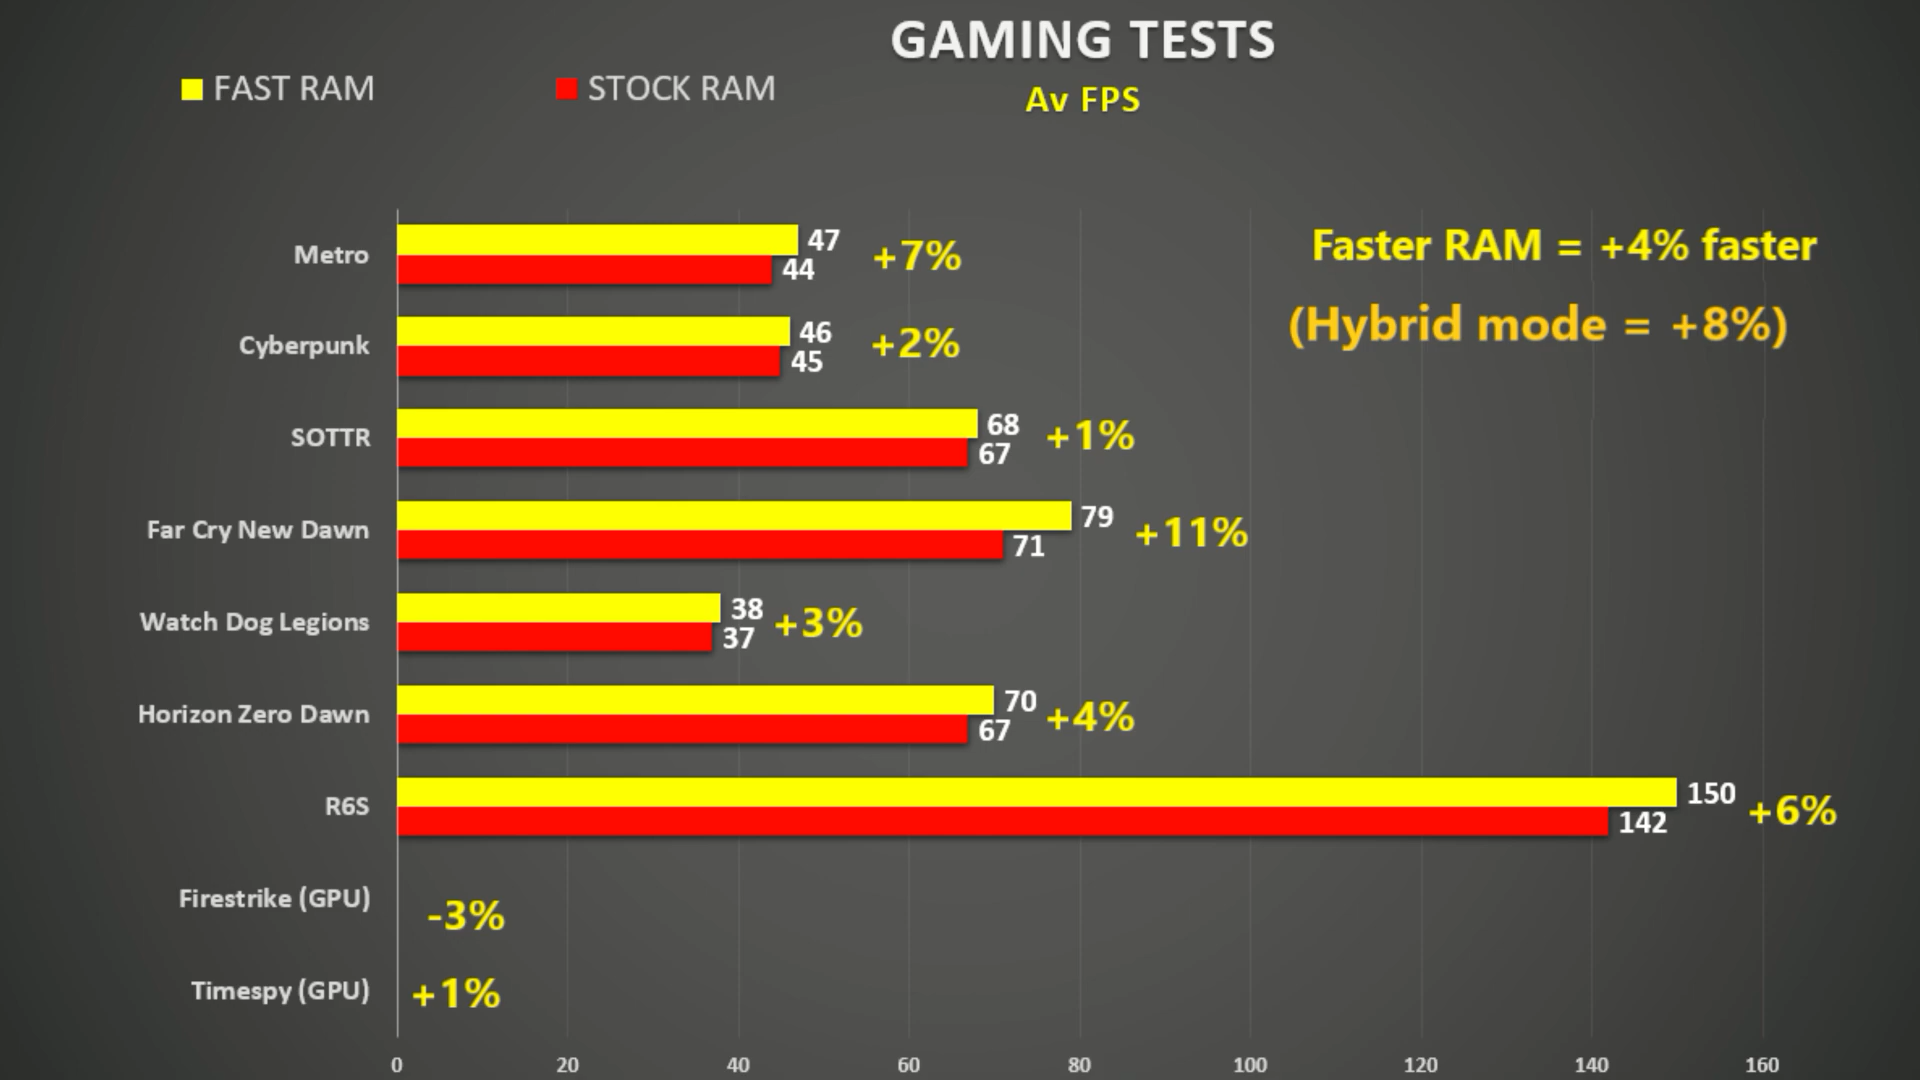 GAMING TESTS
Av FPS
FAST RAM
STOCK RAM
Faster RAM = +4% faster
(Hybrid mode = +8%)
Metro
47
44
+7%
Cyberpunk
46
45
+2%
SOTTR
68
67
+1%
Far Cry New Dawn
79
71
+11%
Watch Dog Legions
38
37
+3%
Horizon Zero Dawn
70
67
+4%
R6S
150
142
+6%
Firestrike (GPU)
-3%
Timespy (GPU)
+1%
0 20 40 60 80 100 120 140 160